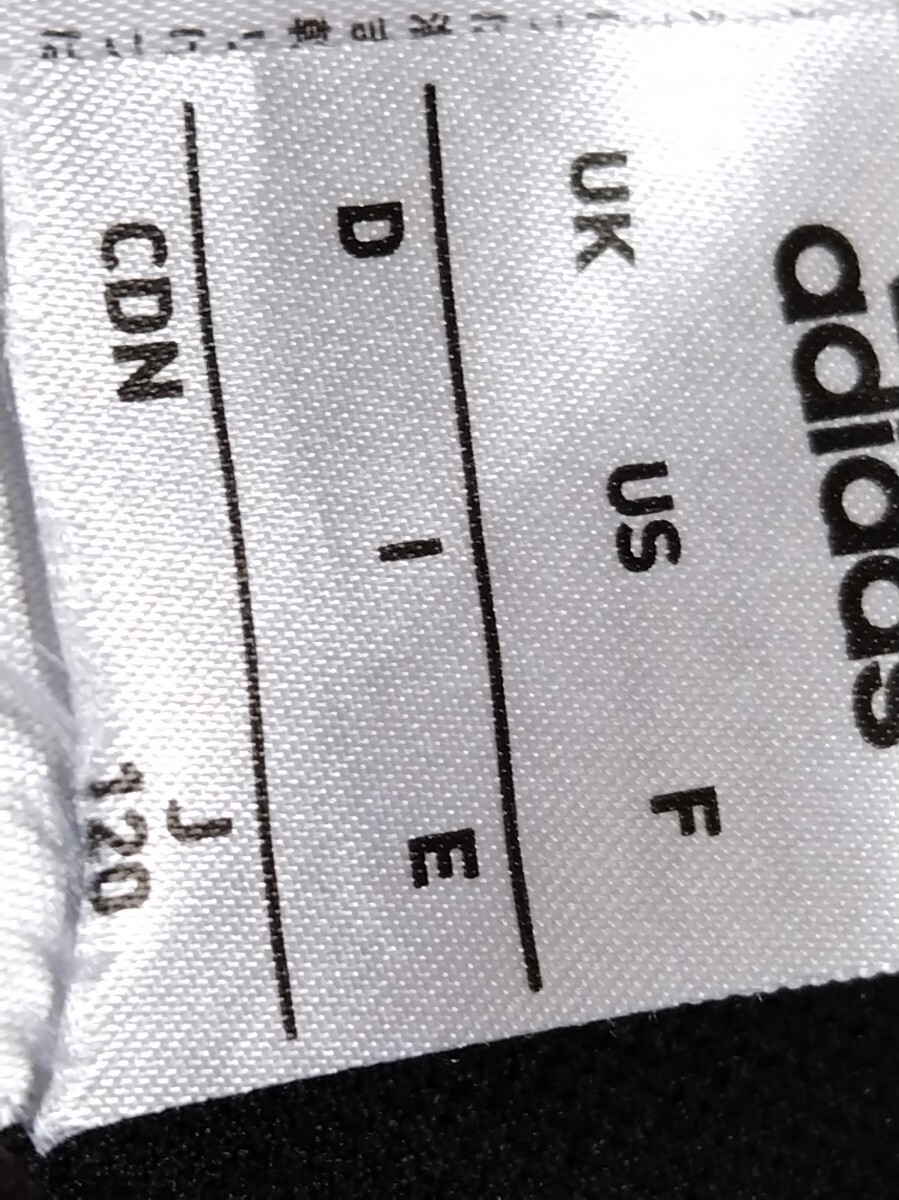 adidas
UK US F
D I E
CDN J
120